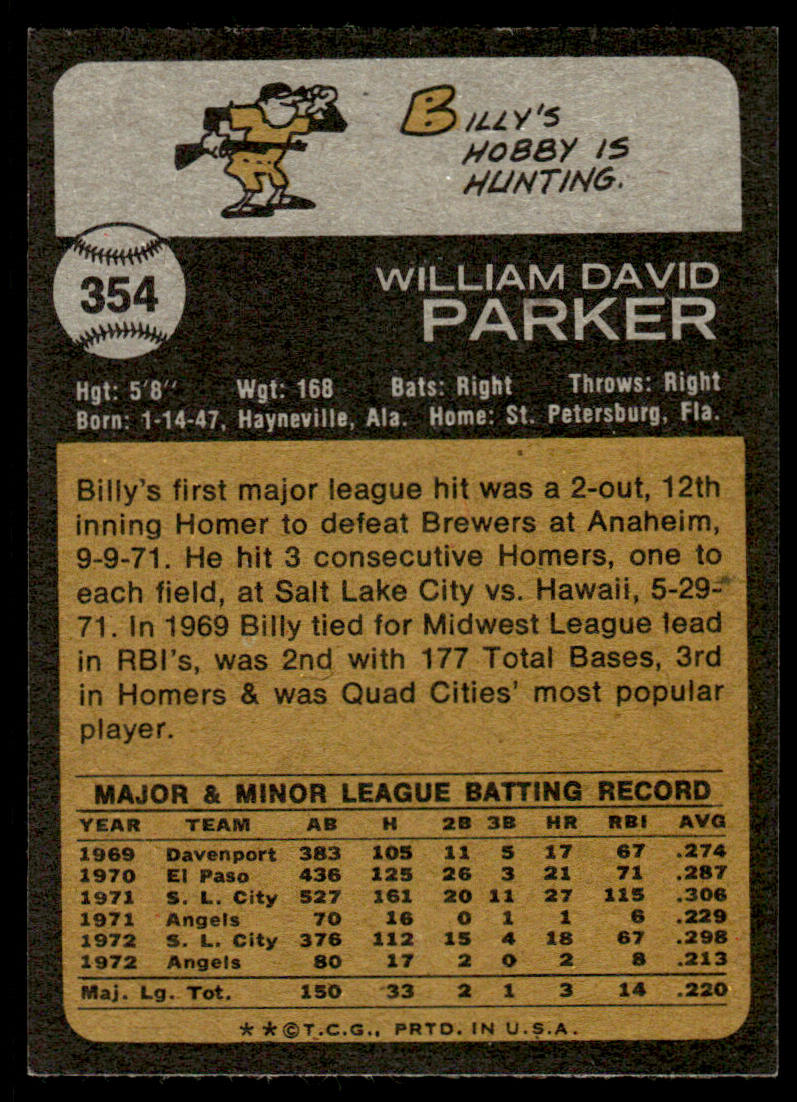 BILLY'S
HOBBY IS
HUNTING.
354
WILLIAM DAVID
PARKER
Hgt: 5'8" Wgt: 168 Bats: Right Throws: Right
Born: 1-14-47, Hayneville, Ala. Home: St. Petersburg, Fla.
Billy's first major league hit was a 2-out, 12th
inning Homer to defeat Brewers at Anaheim,
9-9-71. He hit 3 consecutive Homers, one to
each field, at Salt Lake City vs. Hawaii, 5-29-
71. In 1969 Billy tied for Midwest League lead
in RBI's, was 2nd with 177 Total Bases, 3rd
in Homers & was Quad Cities' most popular
player.
MAJOR & MINOR LEAGUE BATTING RECORD
YEAR TEAM AB H 2B 3B HR RBI AVG
1969 Davenport 383 105 11 5 17 67 .274
1970 El Paso 436 125 26 3 21 71 .287
1971 S. L. City 527 161 20 11 27 115 .306
1971 Angels 70 16 0 1 1 6 .229
1972 S. L. City 376 112 15 4 18 67 .298
1972 Angels 80 17 2 0 2 8 .213
Maj. Lg. Tot. 150 33 2 1 3 14 .220
**©T.C.G., PRTD. IN U.S.A.